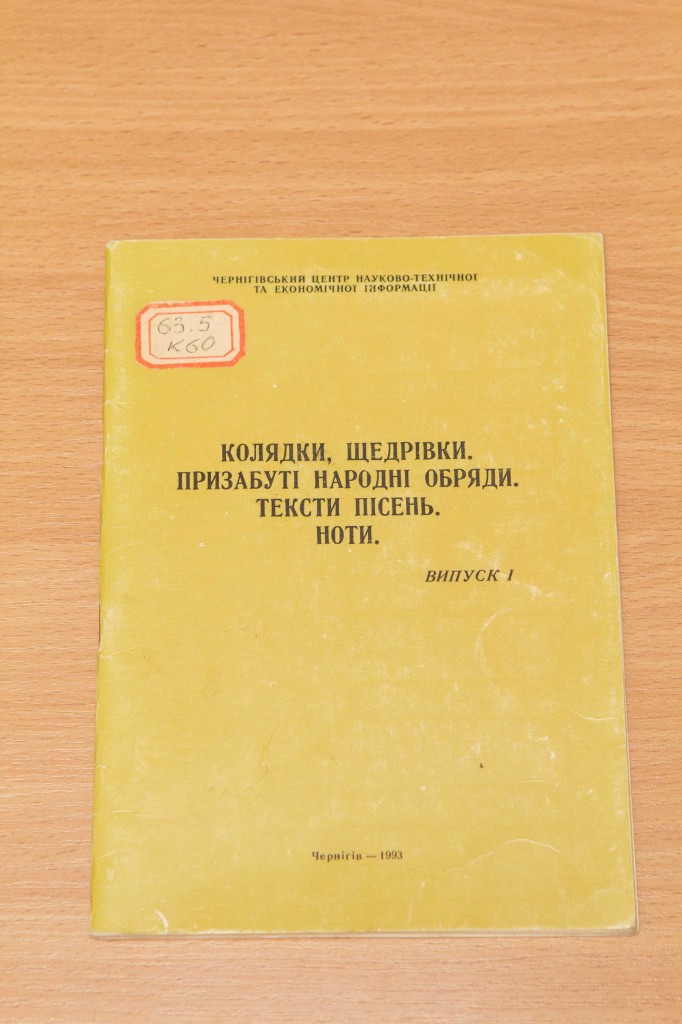 ЧЕРНІГІВСЬКИЙ ЦЕНТР НАУКОВО-ТЕХНІЧНОЇ
ТА ЕКОНОМІЧНОЇ ІНФОРМАЦІЇ
63.5
К60
КОЛЯДКИ, ЩЕДРІВКИ.
ПРИЗАБУТІ НАРОДНІ ОБРЯДИ.
ТЕКСТИ ПІСЕНЬ.
НОТИ.
ВИПУСК І
Чернігів — 1993